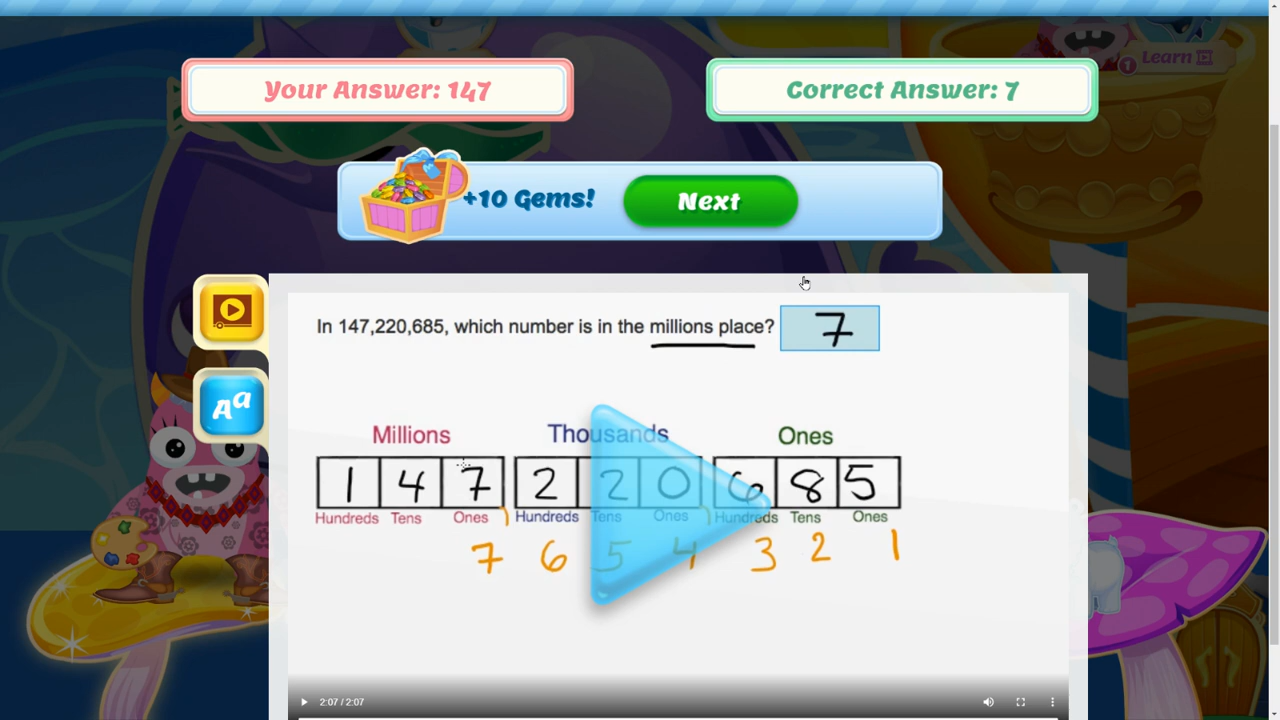 Learn
1
Your Answer: 147
Correct Answer: 7
+10 Gems!
Next
In 147,220,685, which number is in the millions place? 7
Aa
Millions Thousands Ones
1 4 7 2 2 0 6 8 5
Hundreds Tens Ones , Hundreds Tens Ones , Hundreds Tens Ones
7 6 5 4 3 2 1
2:07 / 2:07